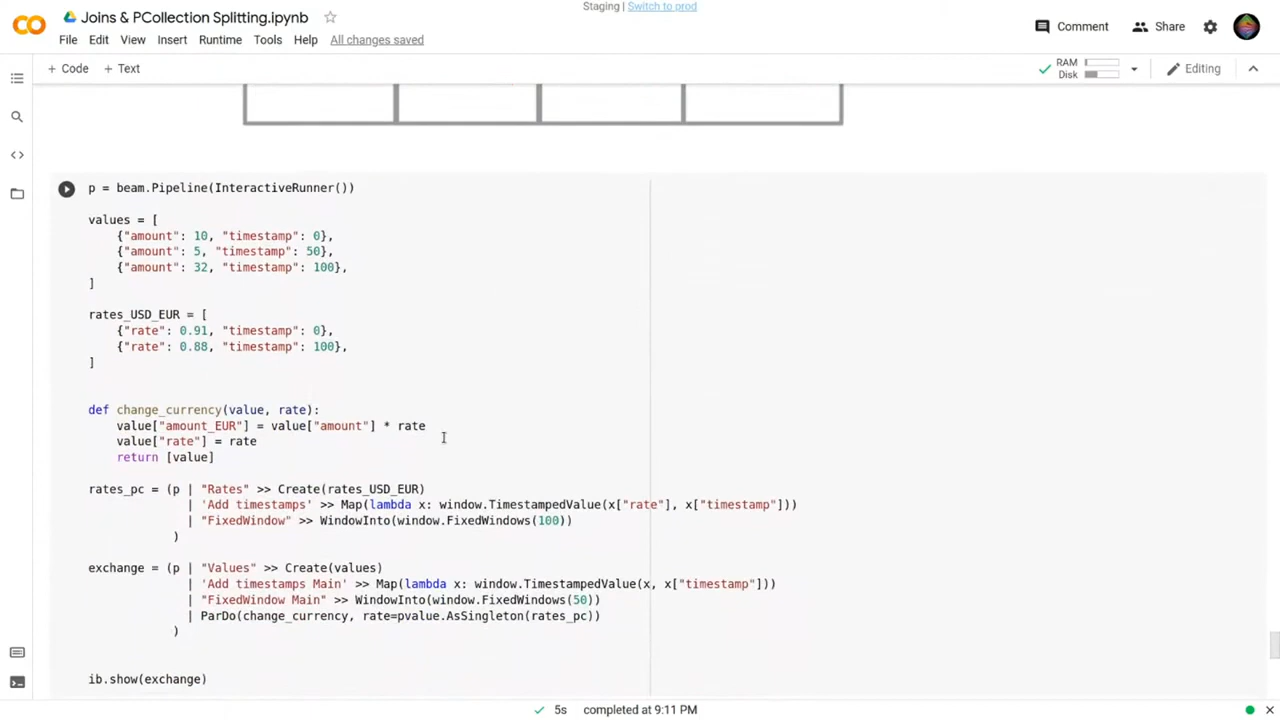 Staging | Switch to prod
Joins & PCollection Splitting.ipynb
File Edit View Insert Runtime Tools Help All changes saved
Comment Share
+ Code + Text
RAM
Disk
Editing
p = beam.Pipeline(InteractiveRunner())
values = [
{"amount": 10, "timestamp": 0},
{"amount": 5, "timestamp": 50},
{"amount": 32, "timestamp": 100},
]
rates_USD_EUR = [
{"rate": 0.91, "timestamp": 0},
{"rate": 0.88, "timestamp": 100},
]
def change_currency(value, rate):
value["amount_EUR"] = value["amount"] * rate
value["rate"] = rate
return [value]
rates_pc = (p | "Rates" >> Create(rates_USD_EUR)
| 'Add timestamps' >> Map(lambda x: window.TimestampedValue(x["rate"], x["timestamp"]))
| "FixedWindow" >> WindowInto(window.FixedWindows(100))
)
exchange = (p | "Values" >> Create(values)
| 'Add timestamps Main' >> Map(lambda x: window.TimestampedValue(x, x["timestamp"]))
| "FixedWindow Main" >> WindowInto(window.FixedWindows(50))
| ParDo(change_currency, rate=pvalue.AsSingleton(rates_pc))
)
ib.show(exchange)
5s completed at 9:11 PM